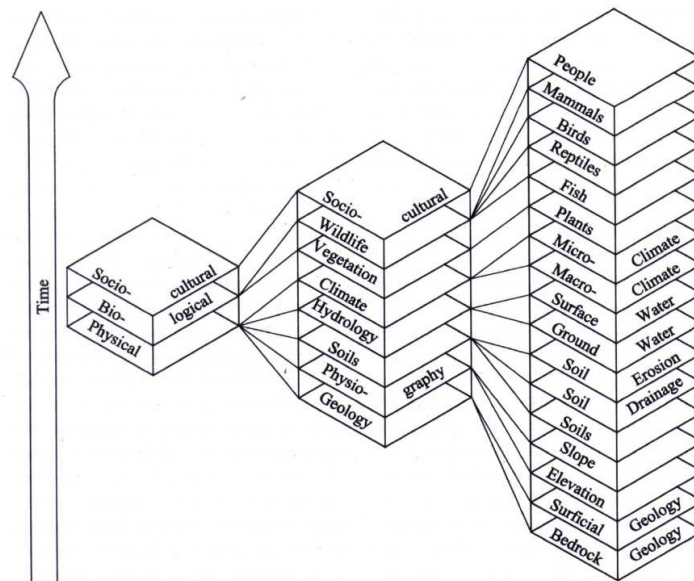 Time
Socio- cultural
Bio- logical
Physical
Socio- cultural
Wildlife
Vegetation
Climate
Hydrology
Soils
Physio- graphy
Geology
People
Mammals
Birds
Reptiles
Fish
Plants
Micro- Climate
Macro- Climate
Surface Water
Ground Water
Soil Erosion
Soil Drainage
Soils
Slope
Elevation
Surficial Geology
Bedrock Geology